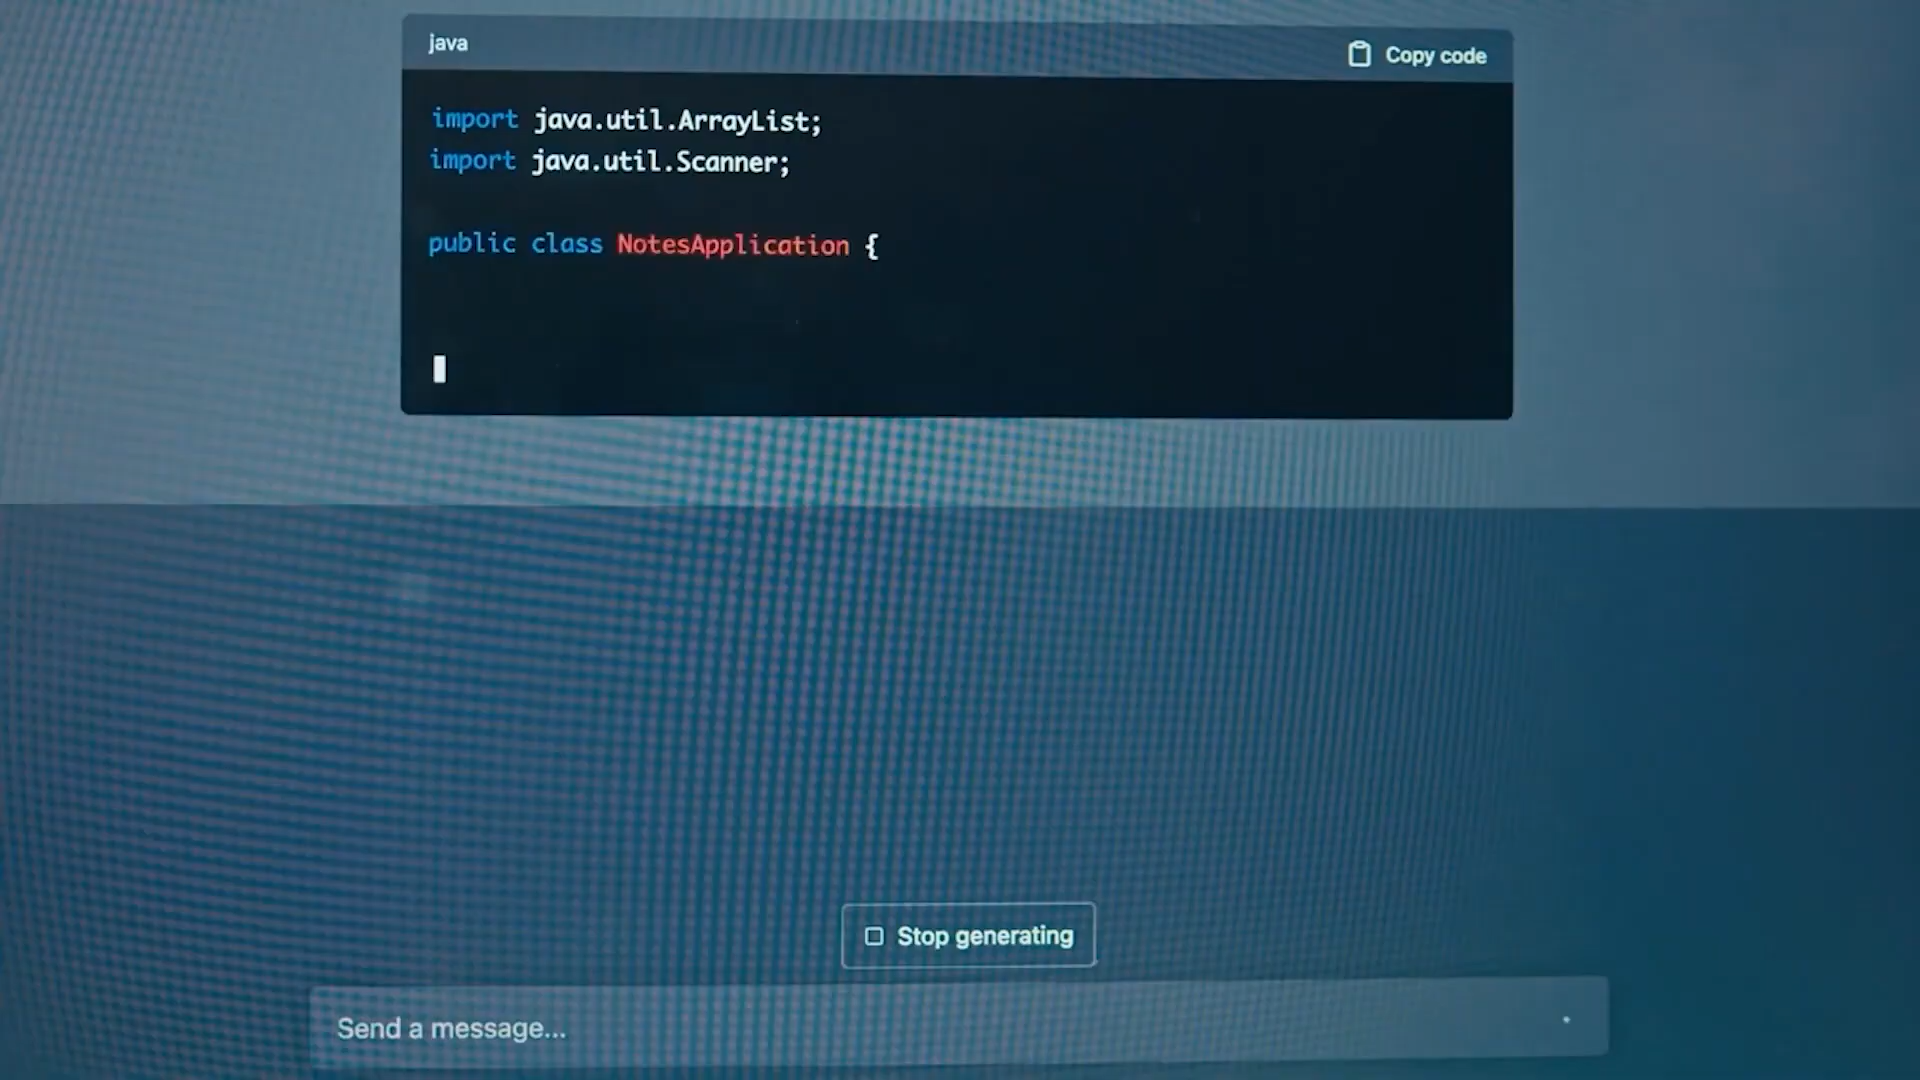 java
Copy code
import java.util.ArrayList;
import java.util.Scanner;
public class NotesApplication {
Stop generating
Send a message...